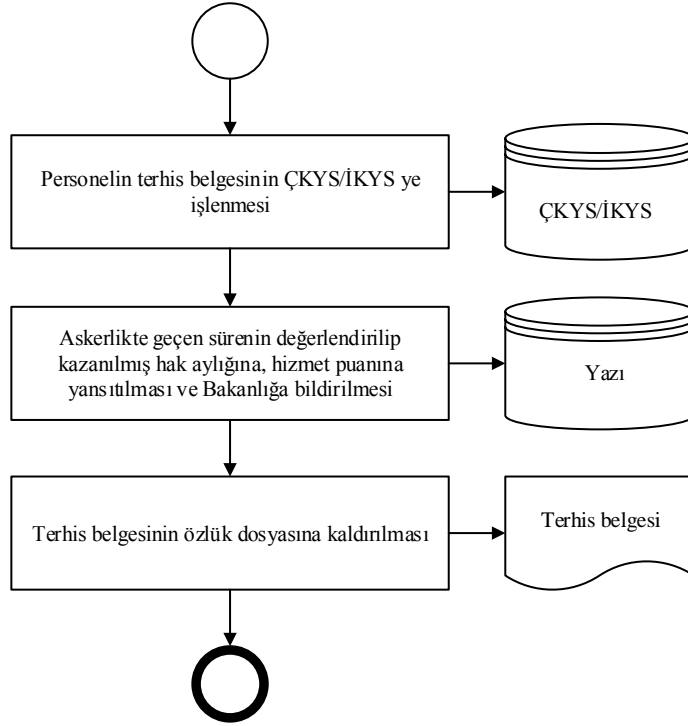 Personelin terhis belgesinin ÇKYS/İKYS ye
işlenmesi
ÇKYS/İKYS
Askerlikte geçen sürenin değerlendirilip
kazanılmış hak aylığına, hizmet puanına
yansıtılması ve Bakanlığa bildirilmesi
Yazı
Terhis belgesinin özlük dosyasına kaldırılması
Terhis belgesi